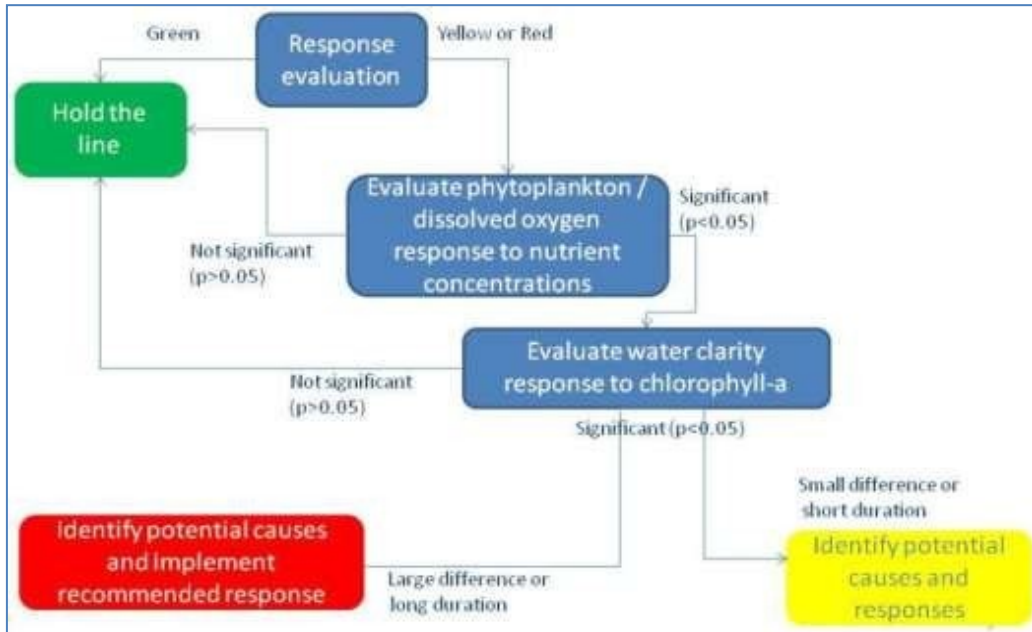 Green
Response
evaluation
Yellow or Red
Hold the
line
Evaluate phytoplankton /
dissolved oxygen
response to nutrient
concentrations
Significant
(p<0.05)
Not significant
(p>0.05)
Evaluate water clarity
response to chlorophyll-a
Not significant
(p>0.05)
Significant (p<0.05)
Small difference or
short duration
Identify potential causes
and implement
recommended response
Large difference or
long duration
Identify potential
causes and
responses